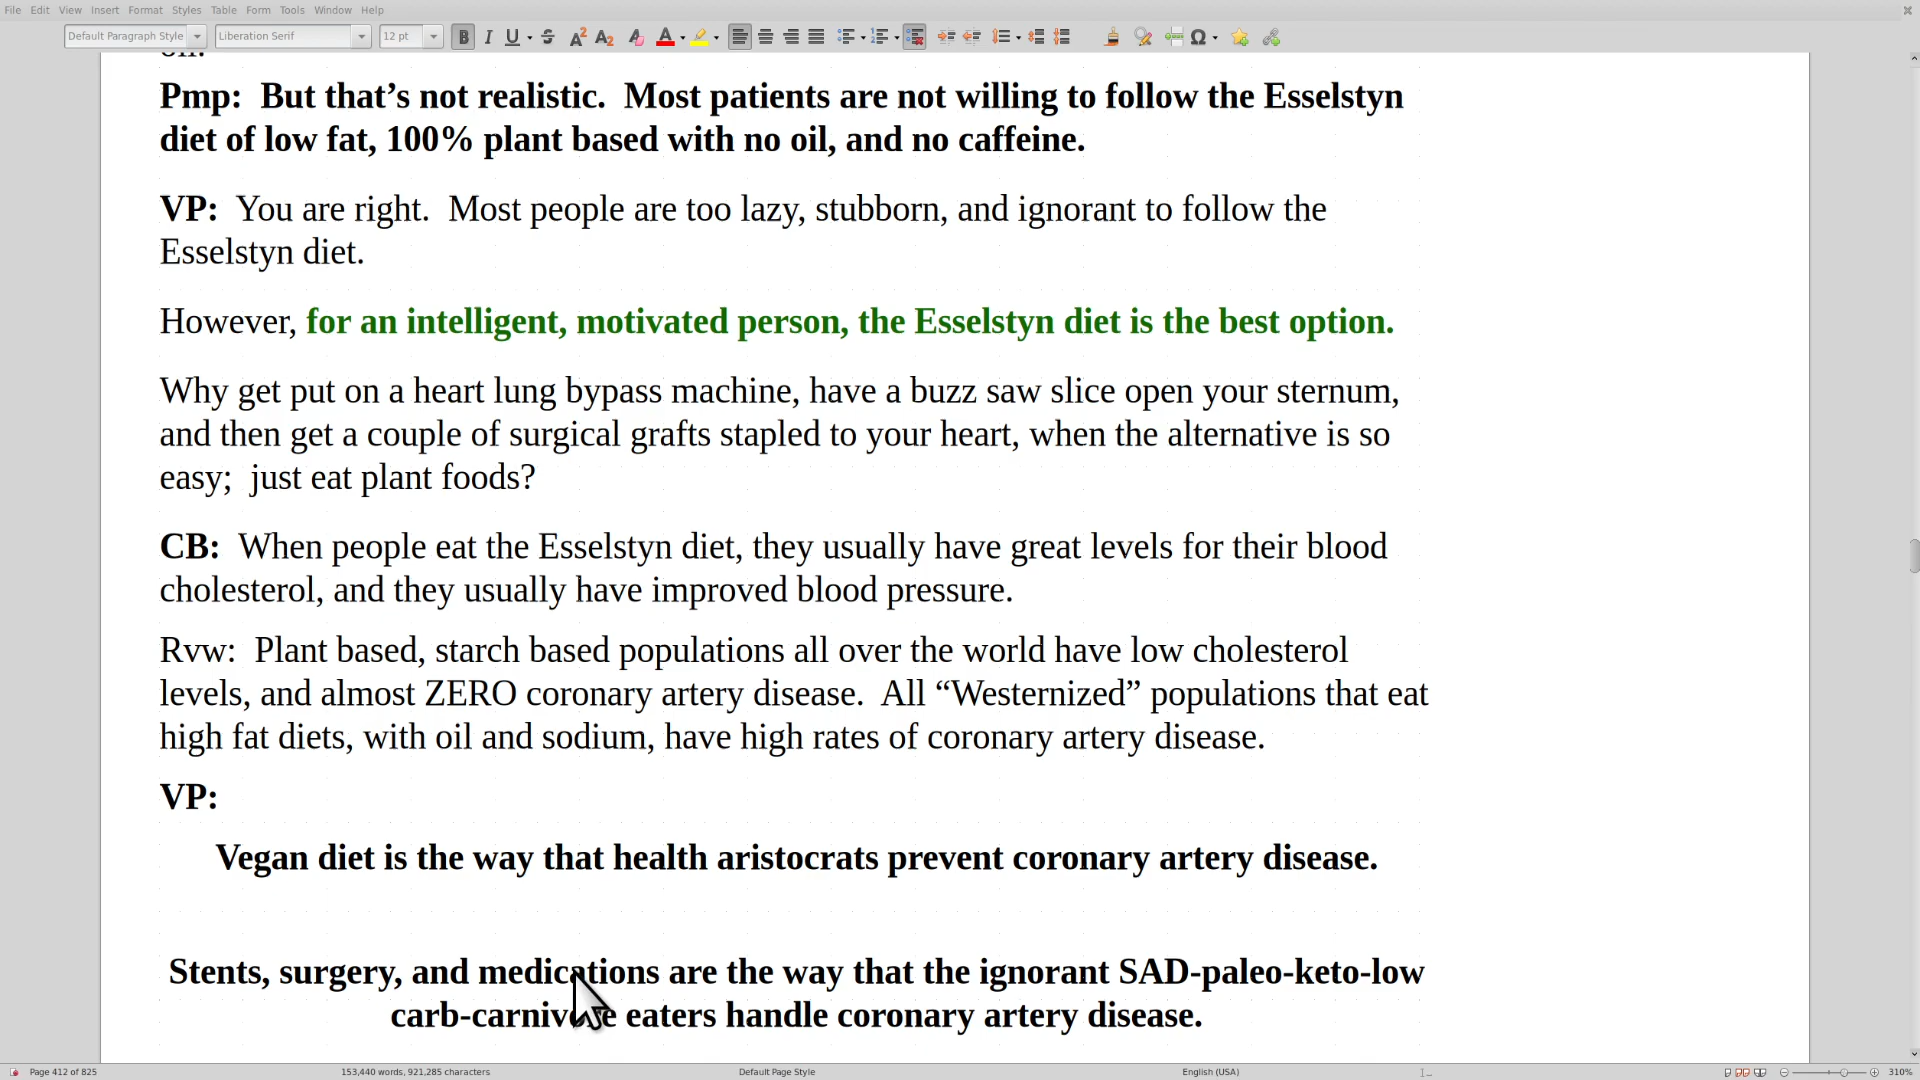 File Edit View Insert Format Styles Table Form Tools Window Help
Default Paragraph Style Liberation Serif 12 pt
Pmp:  But that’s not realistic.  Most patients are not willing to follow the Esselstyn
diet of low fat, 100% plant based with no oil, and no caffeine.
VP:  You are right.  Most people are too lazy, stubborn, and ignorant to follow the
Esselstyn diet.
However, for an intelligent, motivated person, the Esselstyn diet is the best option.
Why get put on a heart lung bypass machine, have a buzz saw slice open your sternum,
and then get a couple of surgical grafts stapled to your heart, when the alternative is so
easy;  just eat plant foods?
CB:  When people eat the Esselstyn diet, they usually have great levels for their blood
cholesterol, and they usually have improved blood pressure.
Rvw:  Plant based, starch based populations all over the world have low cholesterol
levels, and almost ZERO coronary artery disease.  All “Westernized” populations that eat
high fat diets, with oil and sodium, have high rates of coronary artery disease.
VP:
Vegan diet is the way that health aristocrats prevent coronary artery disease.
Stents, surgery, and medications are the way that the ignorant SAD-paleo-keto-low
carb-carnivore eaters handle coronary artery disease.
Page 412 of 825 153,440 words, 921,285 characters Default Page Style English (USA) 310%